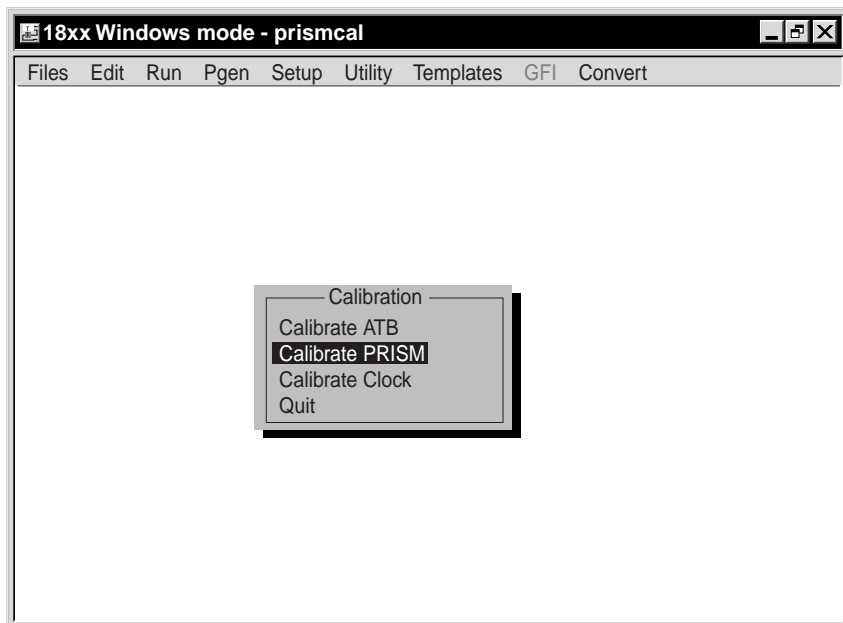 18xx Windows mode - prismcal
Files Edit Run Pgen Setup Utility Templates GFI Convert
Calibration
Calibrate ATB
Calibrate PRISM
Calibrate Clock
Quit